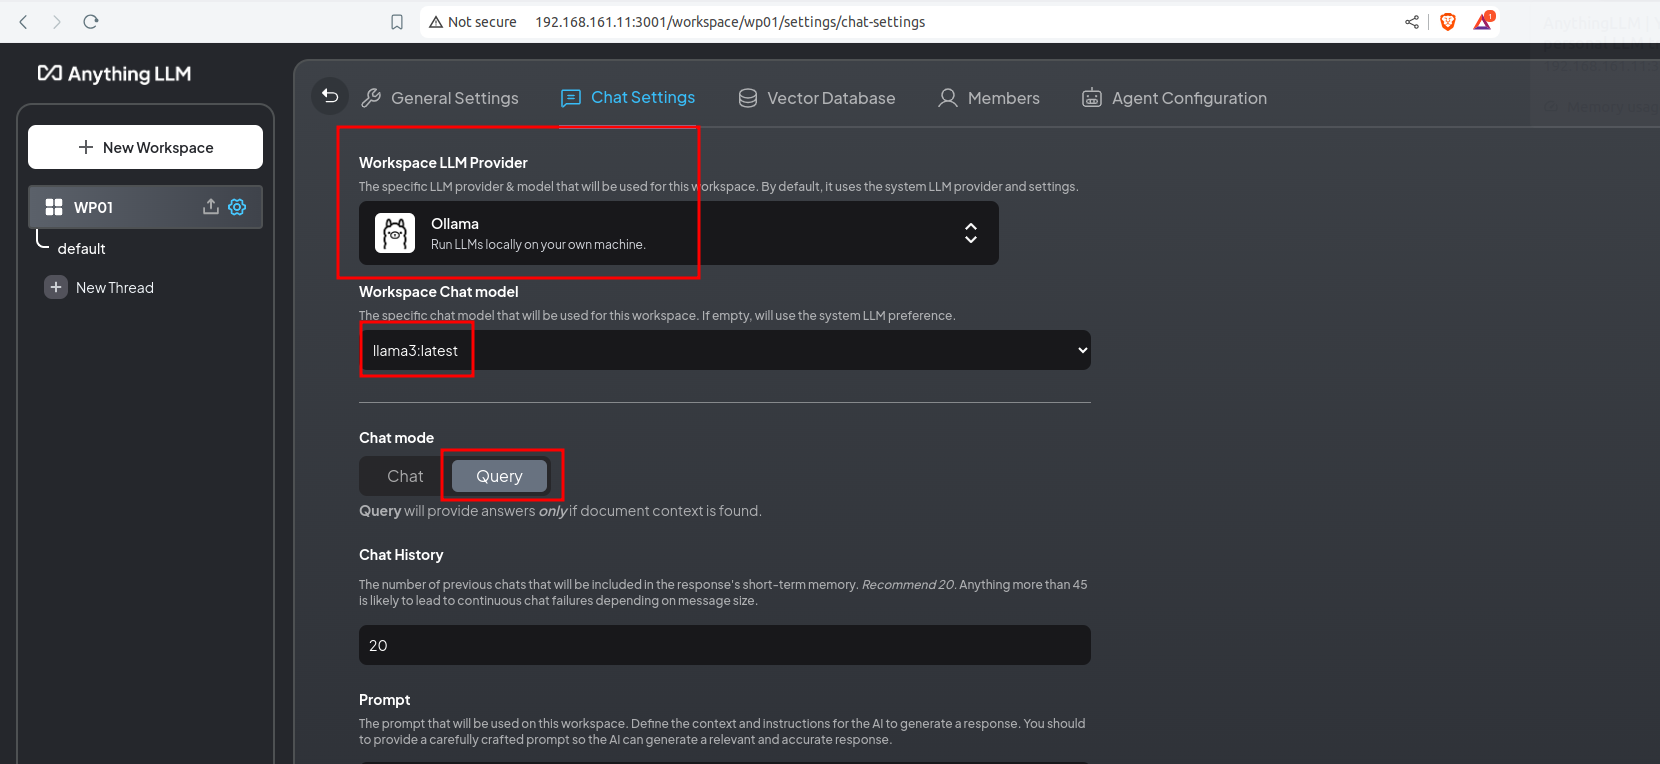 Not secure 192.168.161.11:3001/workspace/wp01/settings/chat-settings
1
Anything LLM
New Workspace
WP01
default
New Thread
General Settings Chat Settings Vector Database Members Agent Configuration
Workspace LLM Provider
The specific LLM provider & model that will be used for this workspace. By default, it uses the system LLM provider and settings.
Ollama
Run LLMs locally on your own machine.
Workspace Chat model
The specific chat model that will be used for this workspace. If empty, will use the system LLM preference.
llama3:latest
Chat mode
Chat Query
Query will provide answers only if document context is found.
Chat History
The number of previous chats that will be included in the response's short-term memory. Recommend 20. Anything more than 45
is likely to lead to continuous chat failures depending on message size.
20
Prompt
The prompt that will be used on this workspace. Define the context and instructions for the AI to generate a response. You should
to provide a carefully crafted prompt so the AI can generate a relevant and accurate response.